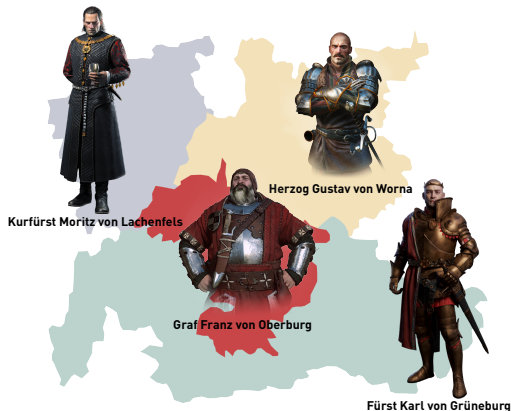 Herzog Gustav von Worna
Kurfürst Moritz von Lachenfels
Graf Franz von Oberburg
Fürst Karl von Grüneburg